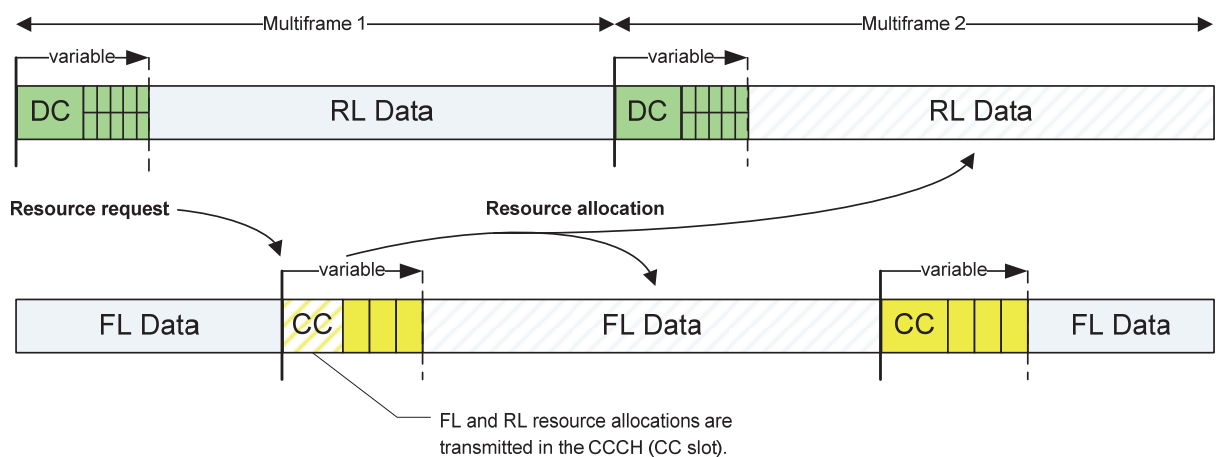 Multiframe 1
Multiframe 2
variable
variable
DC
RL Data
DC
RL Data
Resource request
Resource allocation
variable
variable
FL Data
CC
FL Data
CC
FL Data
FL and RL resource allocations are
transmitted in the CCCH (CC slot).